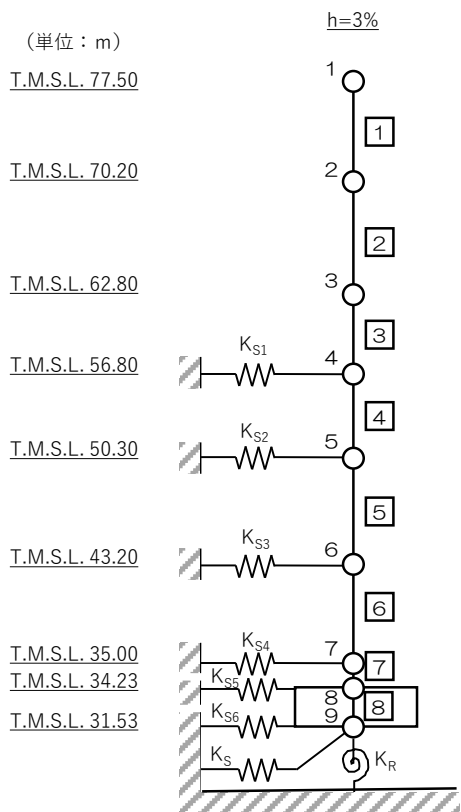 h=3%
（単位：m）
T.M.S.L. 77.50
1
1
T.M.S.L. 70.20
2
2
T.M.S.L. 62.80
3
3
T.M.S.L. 56.80
KS1
4
4
T.M.S.L. 50.30
KS2
5
5
T.M.S.L. 43.20
KS3
6
6
T.M.S.L. 35.00
KS4
7
7
T.M.S.L. 34.23
KS5
8
8
T.M.S.L. 31.53
KS6
9
KS
KR